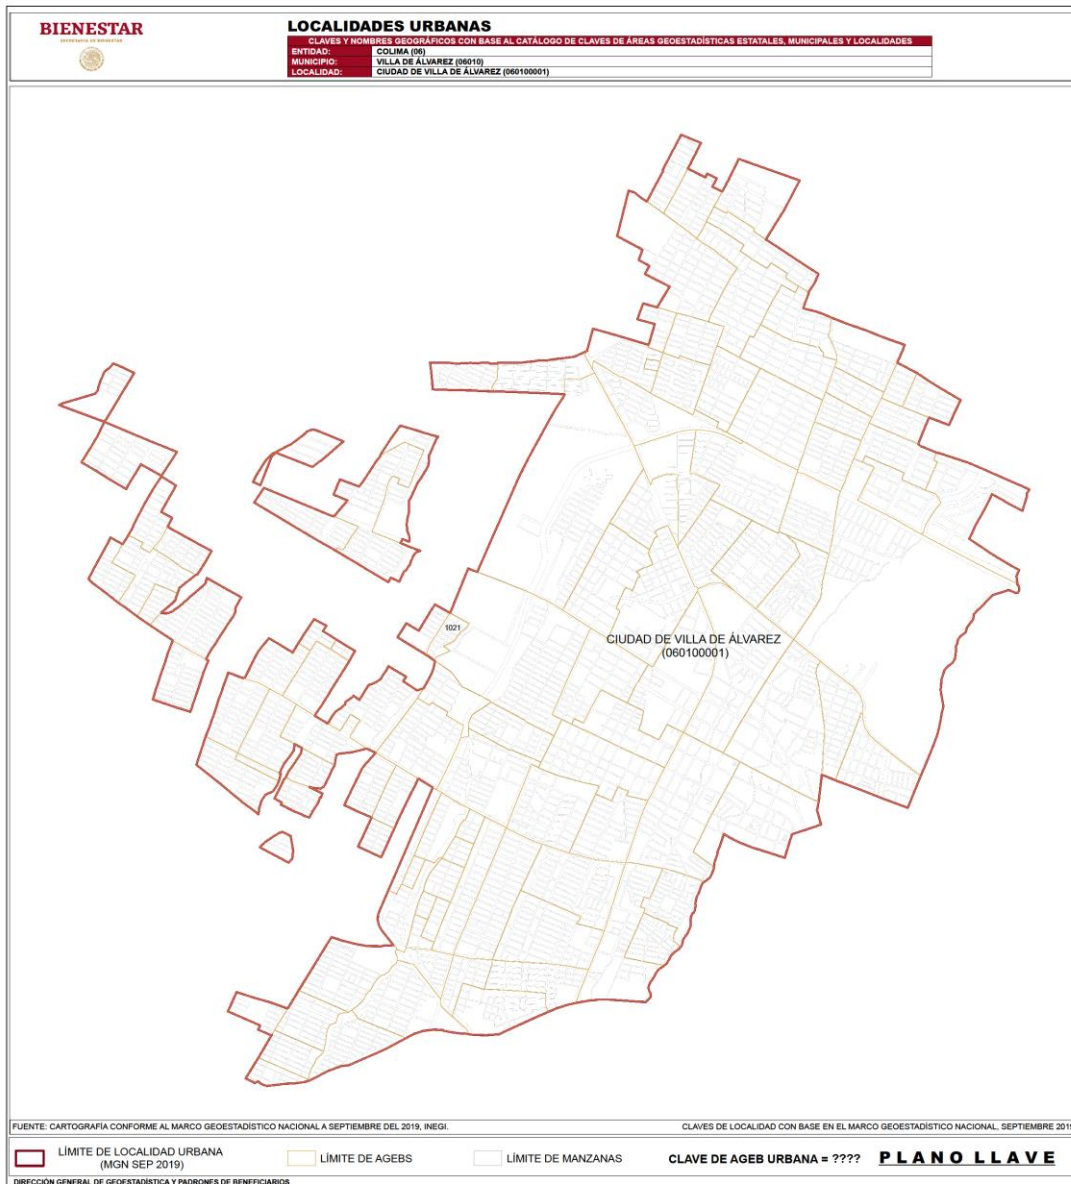 BIENESTAR
SECRETARÍA DE BIENESTAR
LOCALIDADES URBANAS
CLAVES Y NOMBRES GEOGRÁFICOS CON BASE AL CATÁLOGO DE CLAVES DE ÁREAS GEOESTADÍSTICAS ESTATALES, MUNICIPALES Y LOCALIDADES
ENTIDAD: COLIMA (06)
MUNICIPIO: VILLA DE ÁLVAREZ (06010)
LOCALIDAD: CIUDAD DE VILLA DE ÁLVAREZ (060100001)
1021
CIUDAD DE VILLA DE ÁLVAREZ
(060100001)
FUENTE: CARTOGRAFÍA CONFORME AL MARCO GEOESTADÍSTICO NACIONAL A SEPTIEMBRE DEL 2019, INEGI.
CLAVES DE LOCALIDAD CON BASE EN EL MARCO GEOESTADÍSTICO NACIONAL, SEPTIEMBRE 2019
LÍMITE DE LOCALIDAD URBANA
(MGN SEP 2019)
LÍMITE DE AGEBS
LÍMITE DE MANZANAS
CLAVE DE AGEB URBANA = ????
PLANO LLAVE
DIRECCIÓN GENERAL DE GEOESTADÍSTICA Y PADRONES DE BENEFICIARIOS